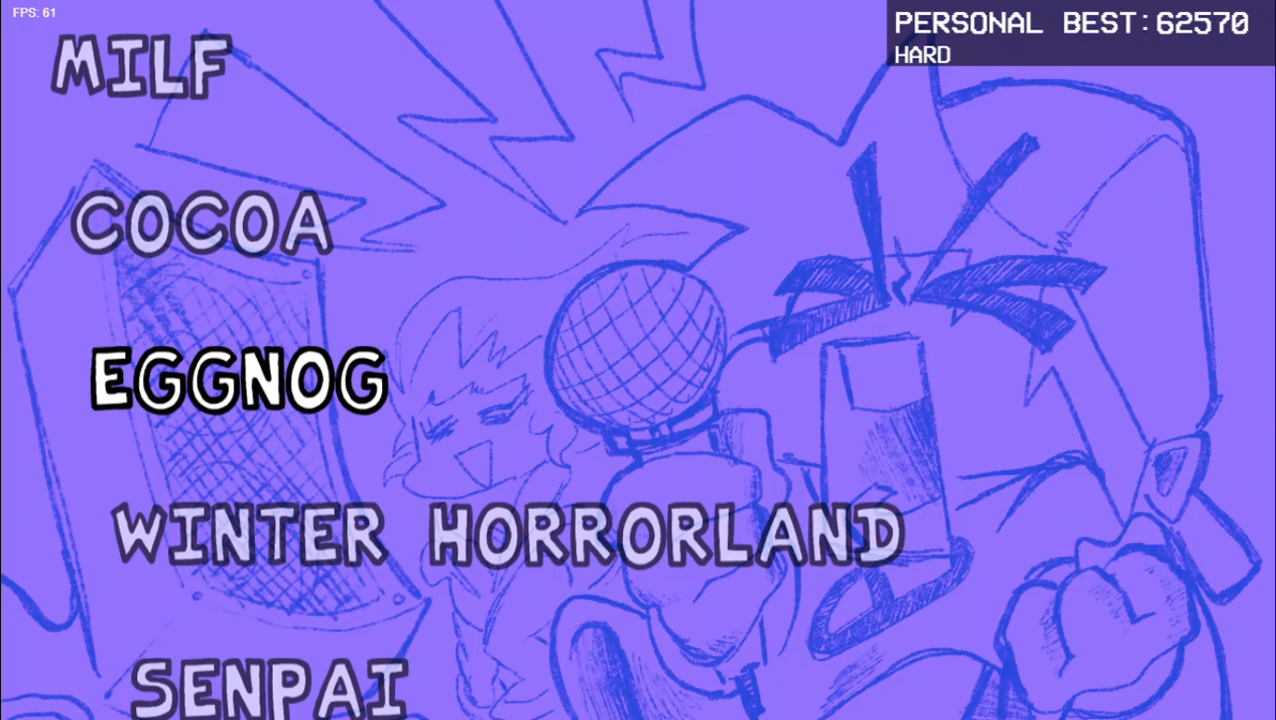 FPS: 61
PERSONAL BEST:62570
HARD
MILF
COCOA
EGGNOG
WINTER HORRORLAND
SENPAI